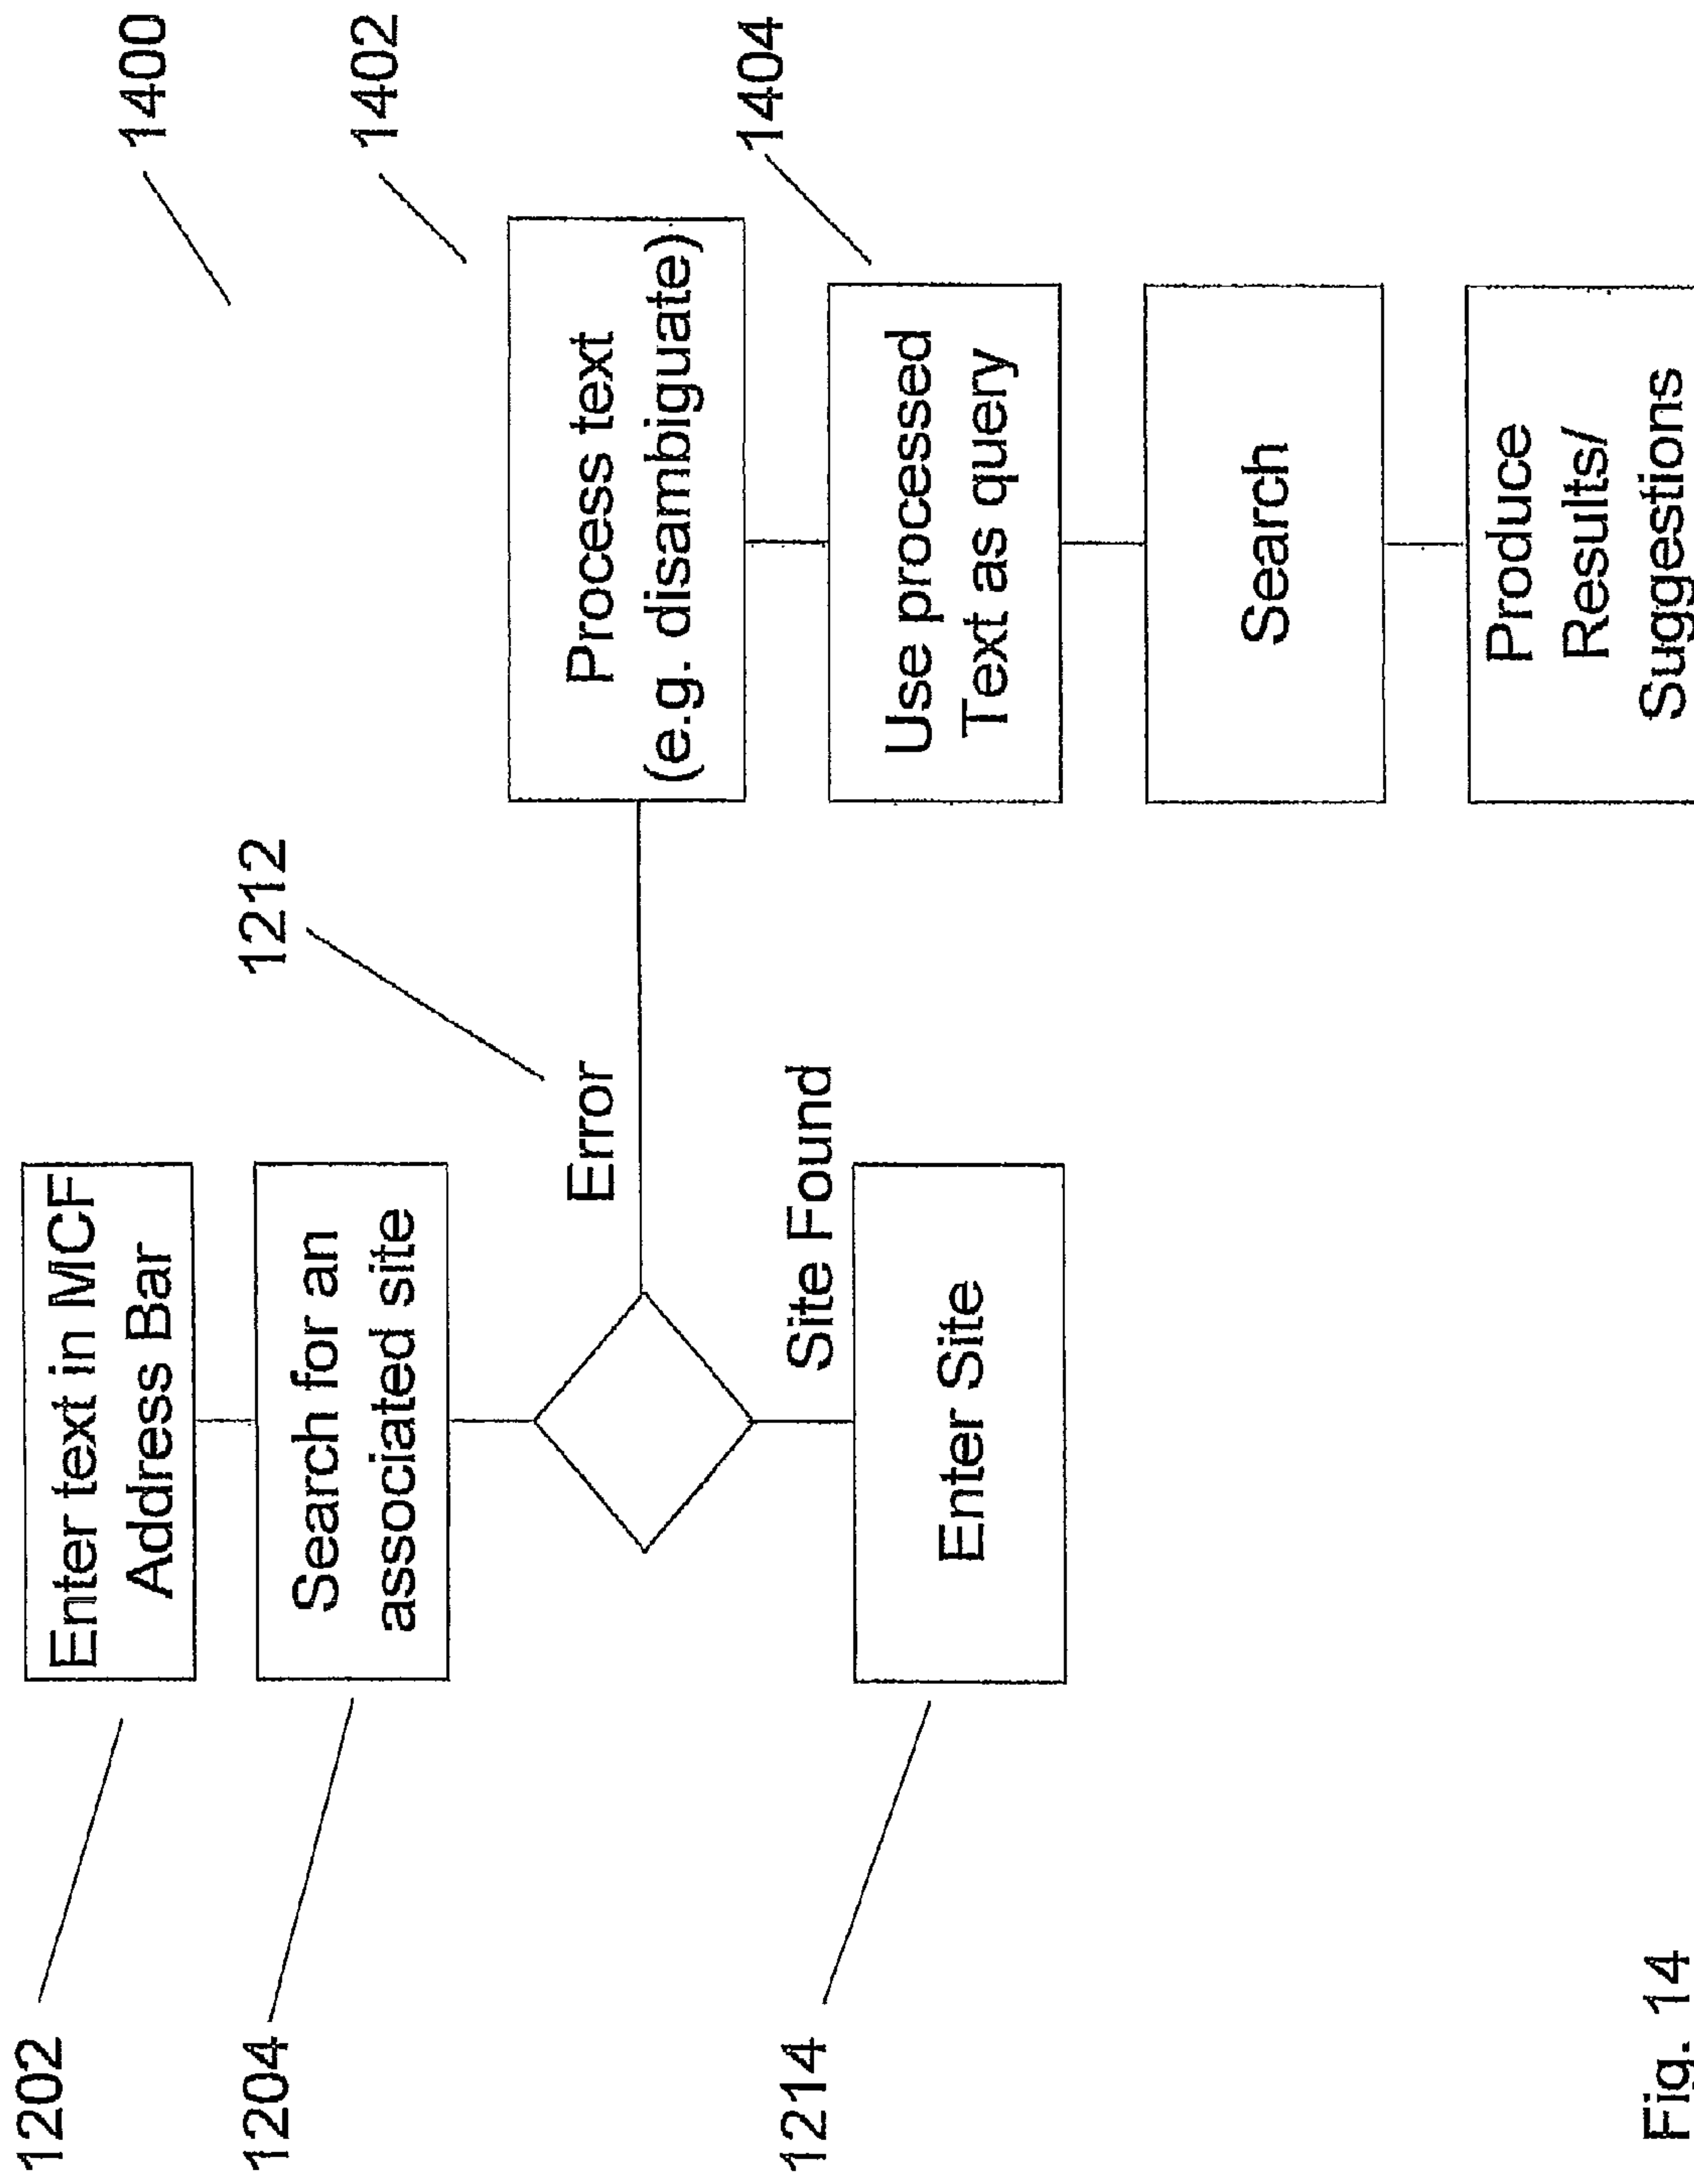 1400
1202
Enter text in MCF
Address Bar
1402
1212
1204
Search for an
associated site
Error
Process text
(e.g. disambiguate)
1404
Site Found
Use processed
Text as query
1214
Enter Site
Search
Produce
Results/
Suggestions
Fig. 14